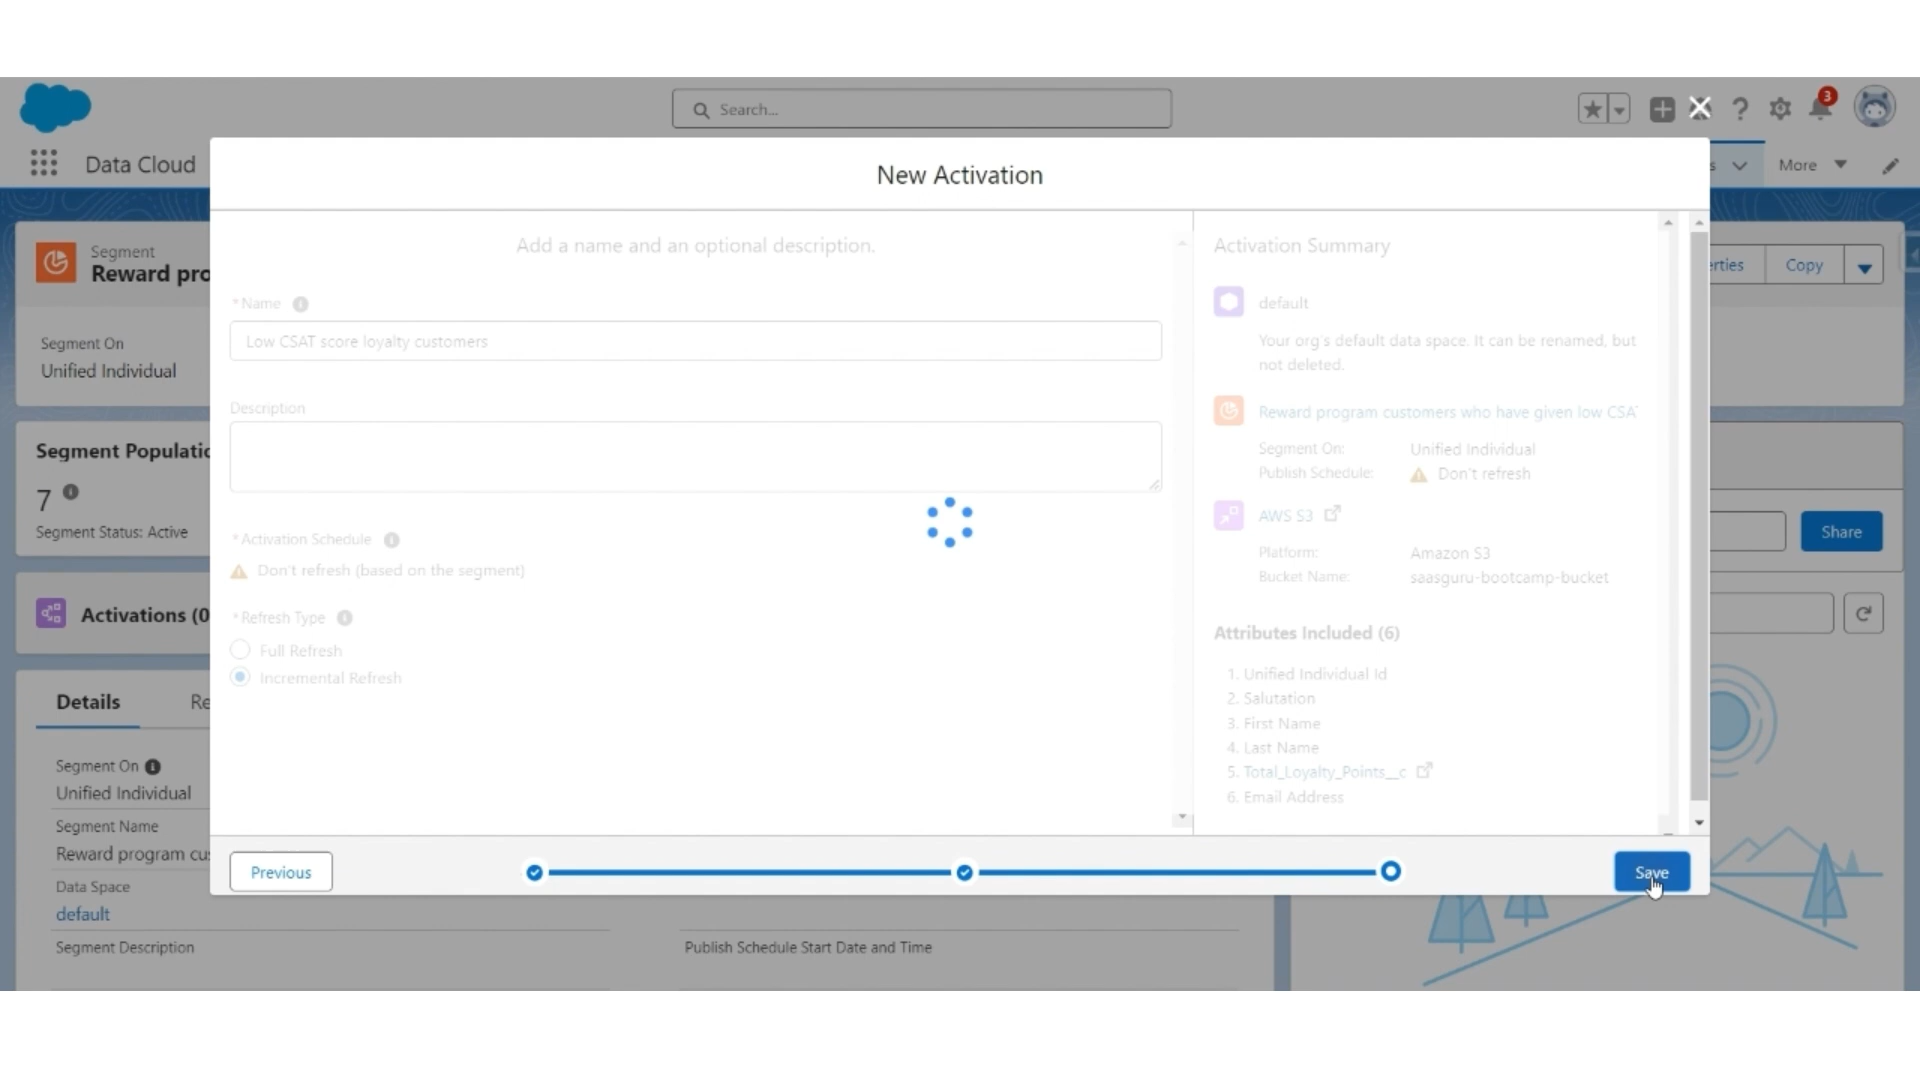 Search...
3
Data Cloud
s
More
New Activation
Segment
Reward pro
erties
Copy
Segment On
Unified Individual
Segment Populatio
7
Segment Status: Active
Share
Activations (0
Details
Re
Segment On
Unified Individual
Segment Name
Reward program cus
Data Space
default
Segment Description
Publish Schedule Start Date and Time
Add a name and an optional description.
*Name
Low CSAT score loyalty customers
Description
*Activation Schedule
Don't refresh (based on the segment)
*Refresh Type
Full Refresh
Incremental Refresh
Activation Summary
default
Your org's default data space. It can be renamed, but
not deleted.
Reward program customers who have given low CSA
Segment On: Unified Individual
Publish Schedule: Don't refresh
AWS S3
Platform: Amazon S3
Bucket Name: saasguru-bootcamp-bucket
Attributes Included (6)
1. Unified Individual Id
2. Salutation
3. First Name
4. Last Name
5. Total_Loyalty_Points__c
6. Email Address
Previous
Save